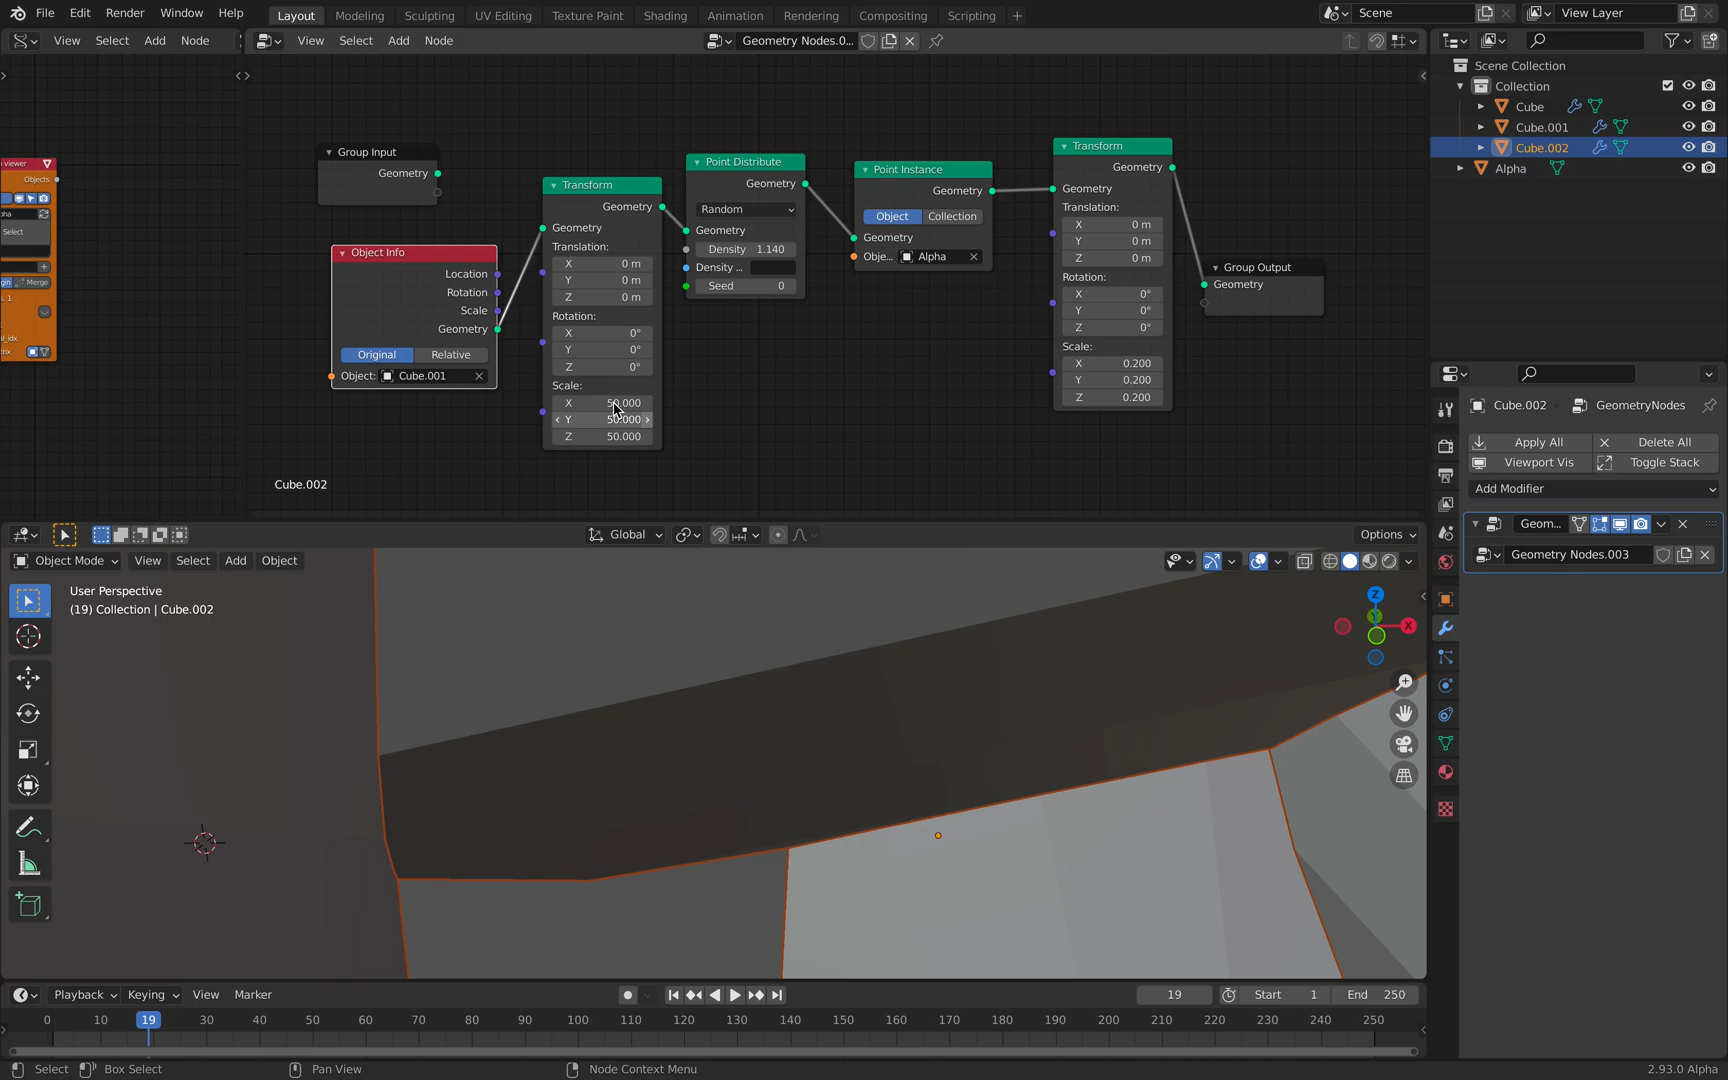 File Edit Render Window Help
Layout Modeling Sculpting UV Editing Texture Paint Shading Animation Rendering Compositing Scripting +
Scene
View Layer
View Select Add Node
View Select Add Node
Geometry Nodes.0...
Scene Collection
Collection
Cube
Cube.001
Cube.002
Alpha
n viewer
Objects
pha
Select
gin Merge
s. 1
al_idx
trix
Group Input
Geometry
Object Info
Location
Rotation
Scale
Geometry
Original Relative
Object: Cube.001
Transform
Geometry
Geometry
Translation:
X 0 m
Y 0 m
Z 0 m
Rotation:
X 0°
Y 0°
Z 0°
Scale:
X 50.000
Y 50.000
Z 50.000
Point Distribute
Geometry
Random
Geometry
Density 1.140
Density ...
Seed 0
Point Instance
Geometry
Object Collection
Geometry
Obje... Alpha
Transform
Geometry
Geometry
Translation:
X 0 m
Y 0 m
Z 0 m
Rotation:
X 0°
Y 0°
Z 0°
Scale:
X 0.200
Y 0.200
Z 0.200
Group Output
Geometry
Cube.002
Cube.002 GeometryNodes
Apply All Delete All
Viewport Vis Toggle Stack
Add Modifier
Geom...
Geometry Nodes.003
Global
Options
Object Mode View Select Add Object
User Perspective
(19) Collection | Cube.002
Z
Y
X
Playback Keying View Marker
19
Start 1 End 250
0 10 19 30 40 50 60 70 80 90 100 110 120 130 140 150 160 170 180 190 200 210 220 230 240 250
Select Box Select Pan View Node Context Menu 2.93.0 Alpha